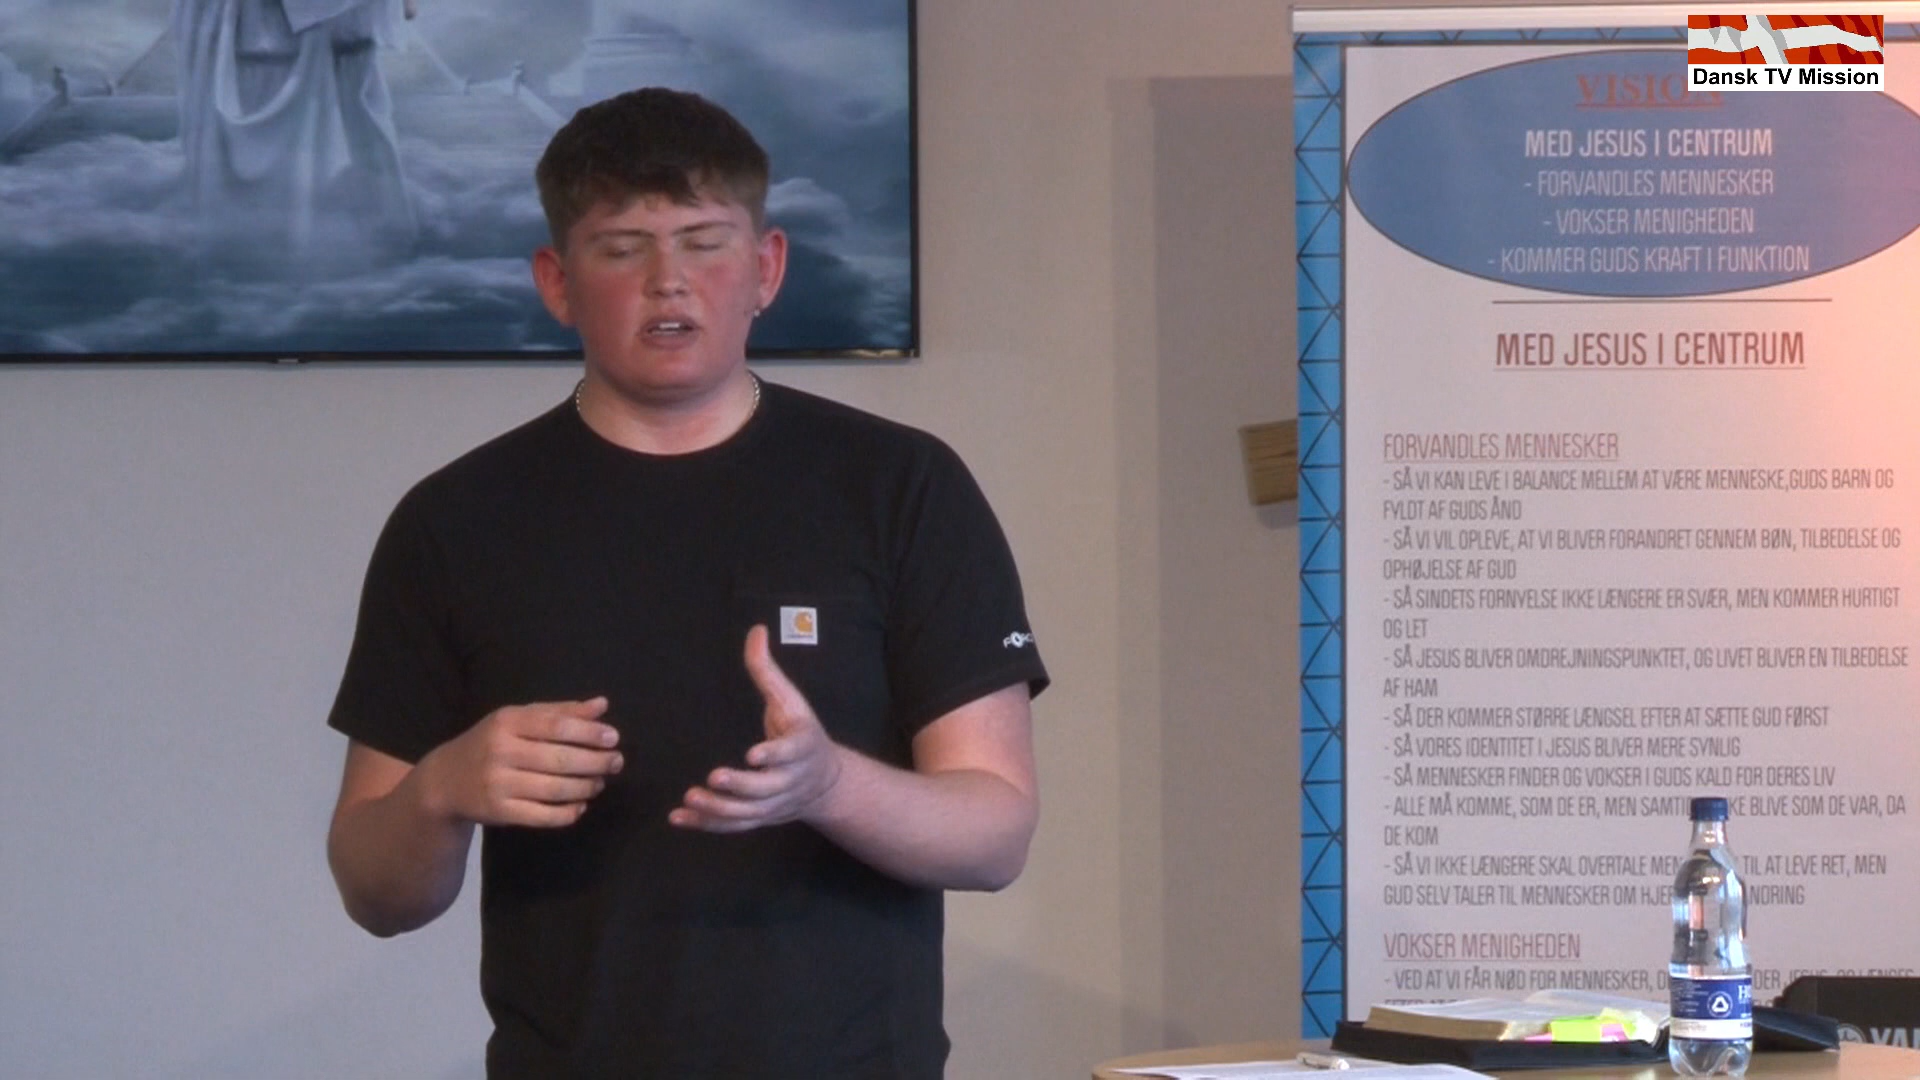 Dansk TV Mission
VISION
MED JESUS I CENTRUM
- FORVANDLES MENNESKER
- VOKSER MENIGHEDEN
- KOMMER GUDS KRAFT I FUNKTION
MED JESUS I CENTRUM
FORVANDLES MENNESKER
- SÅ VI KAN LEVE I BALANCE MELLEM AT VÆRE MENNESKE,GUDS BARN OG
FYLDT AF GUDS ÅND
- SÅ VI VIL OPLEVE, AT VI BLIVER FORANDRET GENNEM BØN, TILBEDELSE OG
OPHØJELSE AF GUD
- SÅ SINDETS FORNYELSE IKKE LÆNGERE ER SVÆR, MEN KOMMER HURTIGT
OG LET
- SÅ JESUS BLIVER OMDREJNINGSPUNKTET, OG LIVET BLIVER EN TILBEDELSE
AF HAM
- SÅ DER KOMMER STØRRE LÆNGSEL EFTER AT SÆTTE GUD FØRST
- SÅ VORES IDENTITET I JESUS BLIVER MERE SYNLIG
- SÅ MENNESKER FINDER OG VOKSER I GUDS KALD FOR DERES LIV
- ALLE MÅ KOMME, SOM DE ER, MEN BLIVE SOM DE VAR, DA
DE KOM
- SÅ VI IKKE LÆNGERE SKAL OVERTALE TIL AT LEVE RET, MEN
GUD SELV TALER TIL MENNESKER OM
VOKSER MENIGHEDEN
- VED AT VI FÅR NØD FOR MENNESKER,